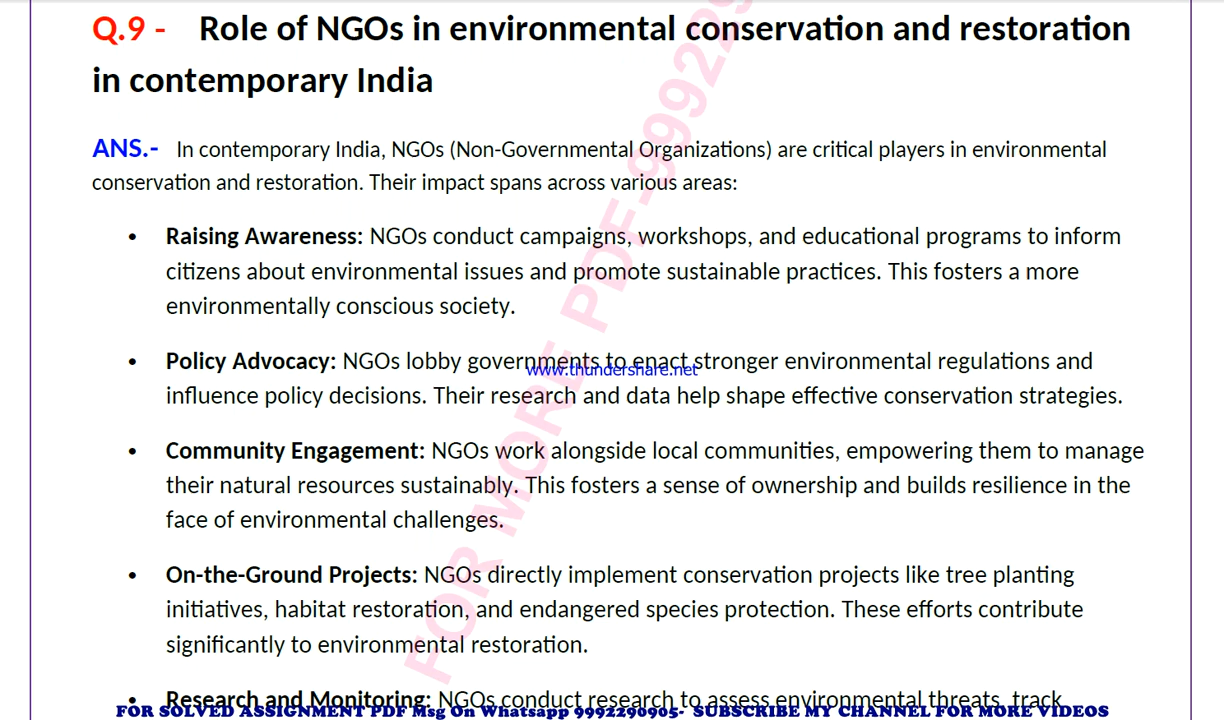 Q.9 - Role of NGOs in environmental conservation and restoration
in contemporary India
ANS.- In contemporary India, NGOs (Non-Governmental Organizations) are critical players in environmental
conservation and restoration. Their impact spans across various areas:
• Raising Awareness: NGOs conduct campaigns, workshops, and educational programs to inform
citizens about environmental issues and promote sustainable practices. This fosters a more
environmentally conscious society.
• Policy Advocacy: NGOs lobby governments to enact stronger environmental regulations and
www.thundershare.net
influence policy decisions. Their research and data help shape effective conservation strategies.
• Community Engagement: NGOs work alongside local communities, empowering them to manage
their natural resources sustainably. This fosters a sense of ownership and builds resilience in the
face of environmental challenges.
• On-the-Ground Projects: NGOs directly implement conservation projects like tree planting
initiatives, habitat restoration, and endangered species protection. These efforts contribute
significantly to environmental restoration.
• Research and Monitoring: NGOs conduct research to assess environmental threats, track
FOR SOLVED ASSIGNMENT PDF Msg On Whatsapp 9992290905- SUBSCRIBE MY CHANNEL FOR MORE VIDEOS
FOR MORE PDF-999229